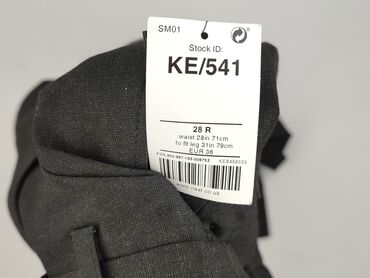 SM01
Stock ID:
KE/541
28 R
waist 28in 71cm
to fit leg 31in 79cm
EUR 36
www.next.co.uk